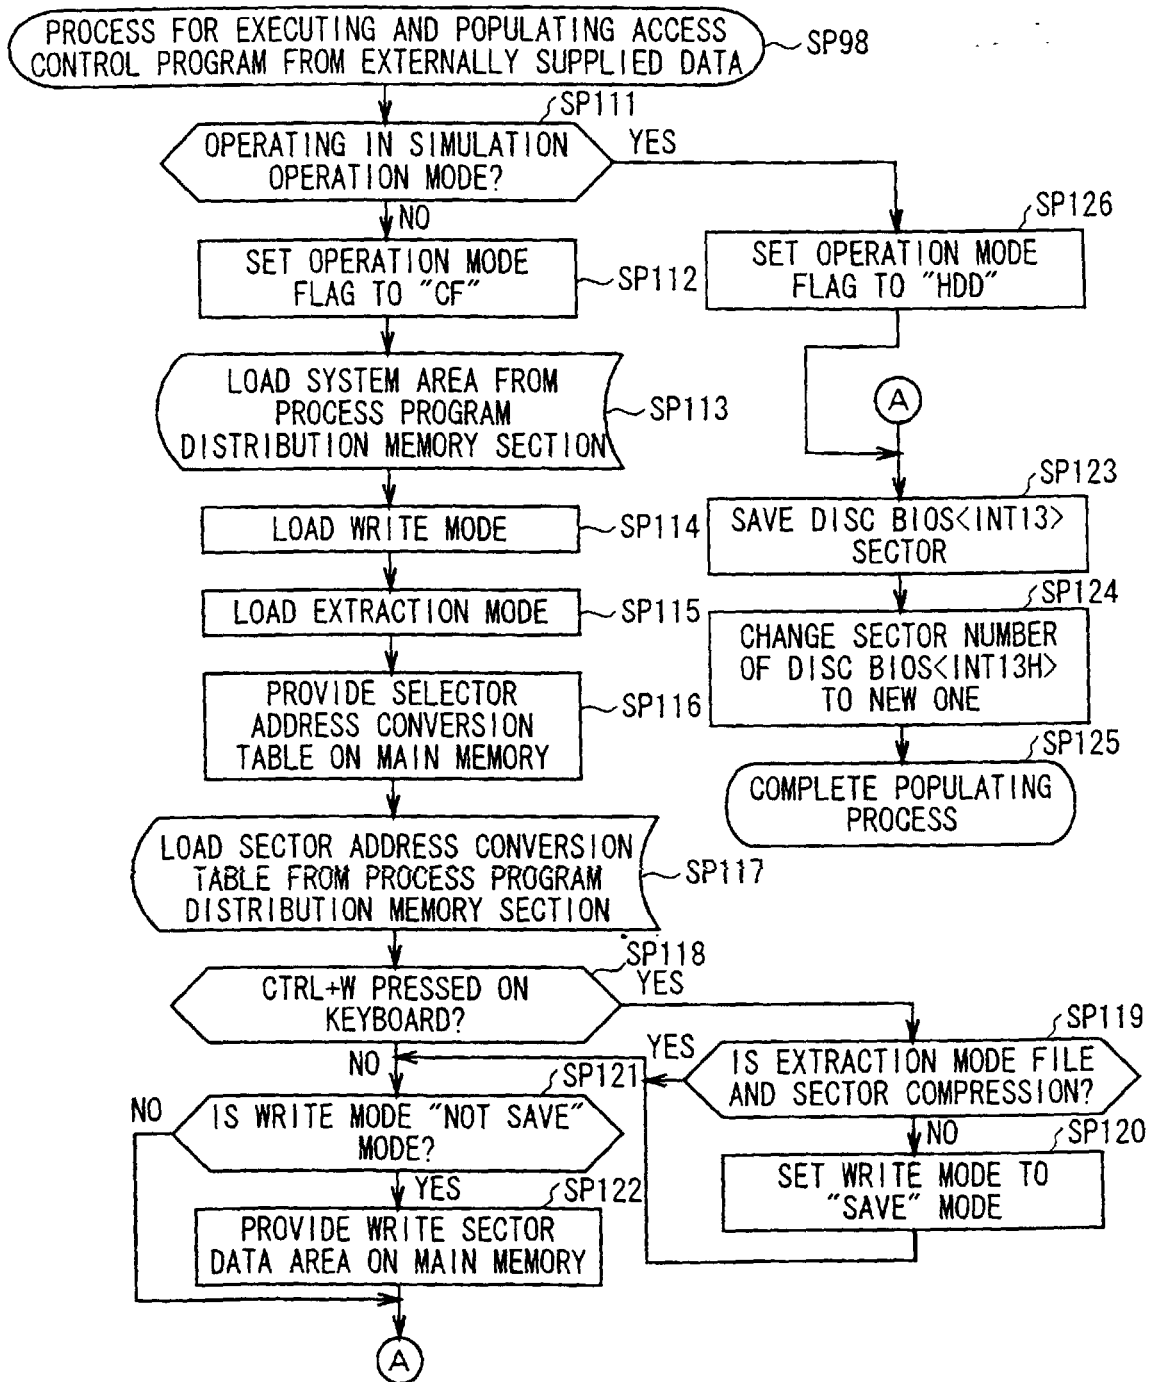 PROCESS FOR EXECUTING AND POPULATING ACCESS
CONTROL PROGRAM FROM EXTERNALLY SUPPLIED DATA
SP98
SP111
OPERATING IN SIMULATION
OPERATION MODE?
YES
NO
SP126
SET OPERATION MODE
FLAG TO "CF"
SP112
SET OPERATION MODE
FLAG TO "HDD"
LOAD SYSTEM AREA FROM
PROCESS PROGRAM
DISTRIBUTION MEMORY SECTION
SP113
A
SP123
LOAD WRITE MODE
SP114
SAVE DISC BIOS<INT13>
SECTOR
SP124
LOAD EXTRACTION MODE
SP115
CHANGE SECTOR NUMBER
OF DISC BIOS<INT13H>
TO NEW ONE
PROVIDE SELECTOR
ADDRESS CONVERSION
TABLE ON MAIN MEMORY
SP116
SP125
COMPLETE POPULATING
PROCESS
LOAD SECTOR ADDRESS CONVERSION
TABLE FROM PROCESS PROGRAM
DISTRIBUTION MEMORY SECTION
SP117
SP118
CTRL+W PRESSED ON
KEYBOARD?
YES
NO
SP119
YES
IS EXTRACTION MODE FILE
AND SECTOR COMPRESSION?
NO
SP121
NO
IS WRITE MODE "NOT SAVE"
MODE?
SP120
SET WRITE MODE TO
"SAVE" MODE
YES
SP122
PROVIDE WRITE SECTOR
DATA AREA ON MAIN MEMORY
A